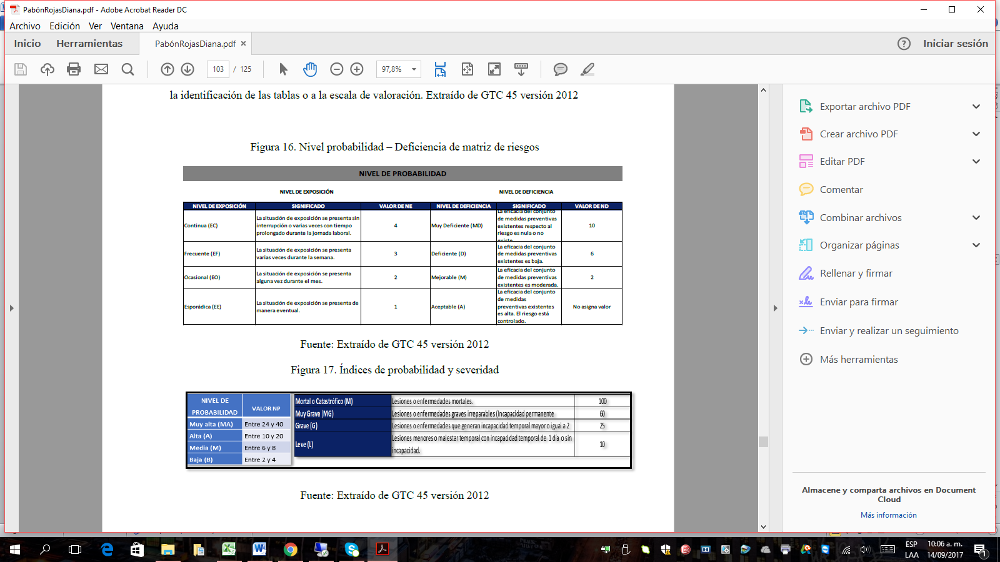 PabónRojasDiana.pdf - Adobe Acrobat Reader DC
Archivo Edición Ver Ventana Ayuda
Inicio Herramientas PabónRojasDiana.pdf × Iniciar sesión
103 / 125 97,8%
la identificación de las tablas o a la escala de valoración. Extraído de GTC 45 versión 2012
Figura 16. Nivel probabilidad – Deficiencia de matriz de riesgos
NIVEL DE PROBABILIDAD
NIVEL DE EXPOSICIÓN NIVEL DE DEFICIENCIA
NIVEL DE EXPOSICIÓN SIGNIFICADO VALOR DE NE NIVEL DE DEFICIENCIA SIGNIFICADO VALOR DE ND
Continua (EC)
La situación de exposición se presenta sin
interrupción o varias veces con tiempo
prolongado durante la jornada laboral.
4
Muy Deficiente (MD)
La eficacia del conjunto
de medidas preventivas
existentes respecto al
riesgo es nula o no
existe.
10
Frecuente (EF)
La situación de exposición se presenta
varias veces durante la semana.
3
Deficiente (D)
La eficacia del conjunto
de medidas preventivas
existentes es baja.
6
Ocasional (EO)
La situación de exposición se presenta
alguna vez durante el mes.
2
Mejorable (M)
La eficacia del conjunto
de medidas preventivas
existentes es moderada.
2
Esporádica (EE)
La situación de exposición se presenta de
manera eventual.
1
Aceptable (A)
La eficacia del conjunto
de medidas
preventivas existentes
es alta. El riesgo está
controlado.
No asigna valor
Fuente: Extraído de GTC 45 versión 2012
Figura 17. Índices de probabilidad y severidad
NIVEL DE
PROBABILIDAD
VALOR NP
Muy alta (MA) Entre 24 y 40
Alta (A) Entre 10 y 20
Media (M) Entre 6 y 8
Baja (B) Entre 2 y 4
Mortal o Catastrófico (M) Lesiones o enfermedades mortales. 100
Muy Grave (MG) Lesiones o enfermedades graves irreparables (Incapacidad permanente 60
Grave (G) Lesiones o enfermedades que generan incapacidad temporal mayor o igual a 2 25
Leve (L)
Lesiones menores o malestar temporal con incapacidad temporal de 1 día o sin
incapacidad.
10
Fuente: Extraído de GTC 45 versión 2012
Exportar archivo PDF
Crear archivo PDF
Editar PDF
Comentar
Combinar archivos
Organizar páginas
Rellenar y firmar
Enviar para firmar
Enviar y realizar un seguimiento
Más herramientas
Almacene y comparta archivos en Document
Cloud
Más información
ESP 10:06 a. m.
LAA 14/09/2017
1